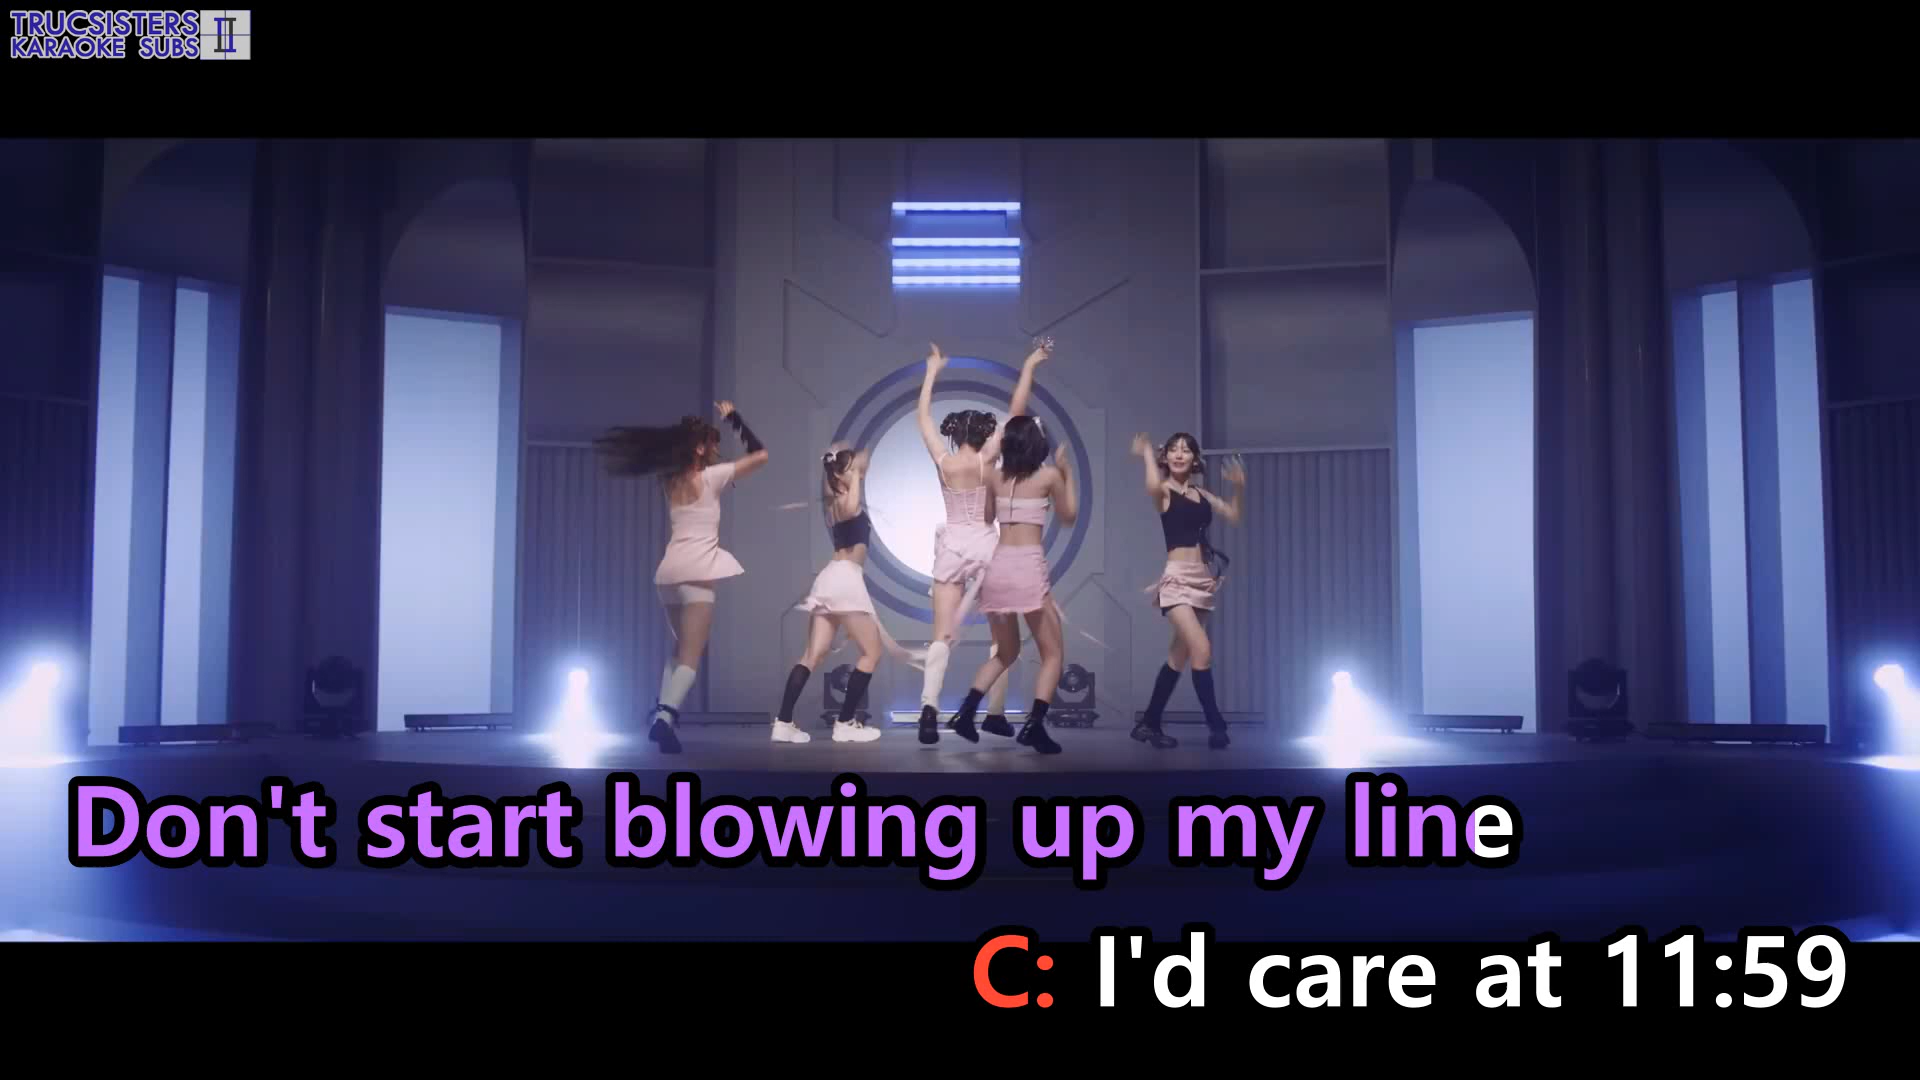 TRUCSISTERS
KARAOKE SUBS II
Don't start blowing up my line
C: I'd care at 11:59